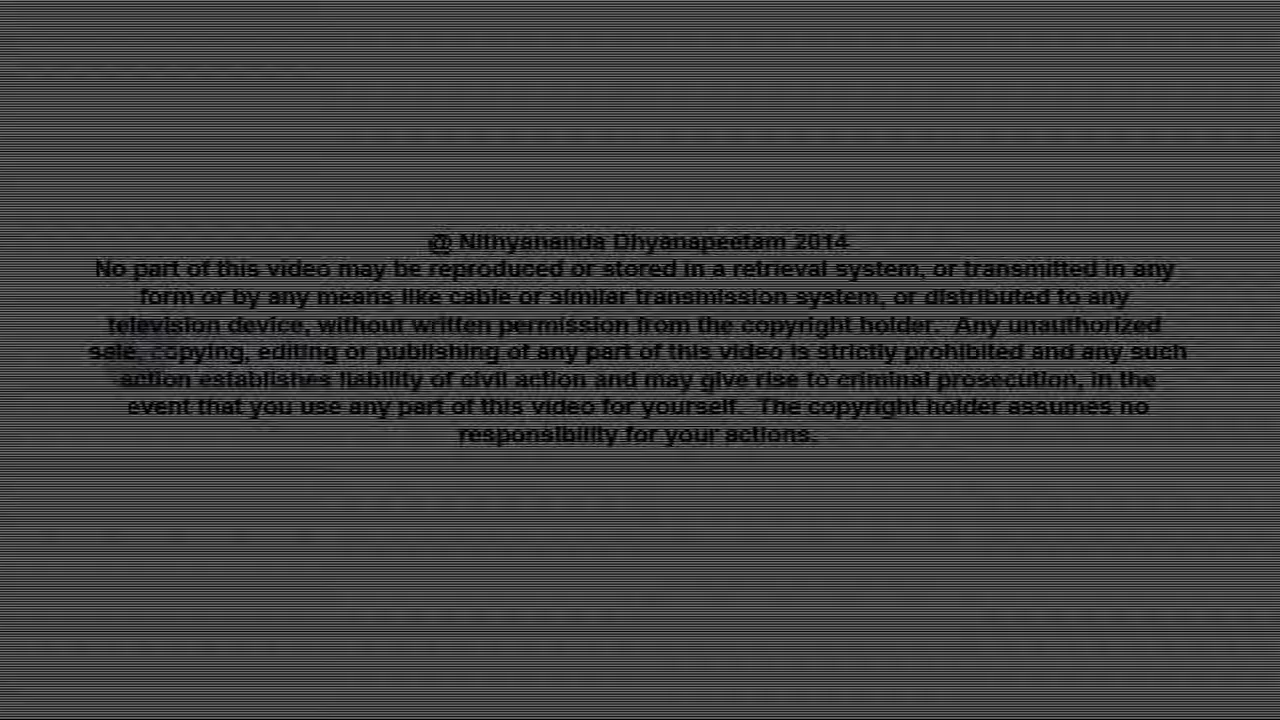 @ Nithyananda Dhyanapeetam 2014
No part of this video may be reproduced or stored in a retrieval system, or transmitted in any
form or by any means like cable or similar transmission system, or distributed to any
television device, without written permission from the copyright holder.  Any unauthorized
sale, copying, editing or publishing of any part of this video is strictly prohibited and any such
action establishes liability of civil action and may give rise to criminal prosecution, in the
event that you use any part of this video for yourself.  The copyright holder assumes no
responsibility for your actions.